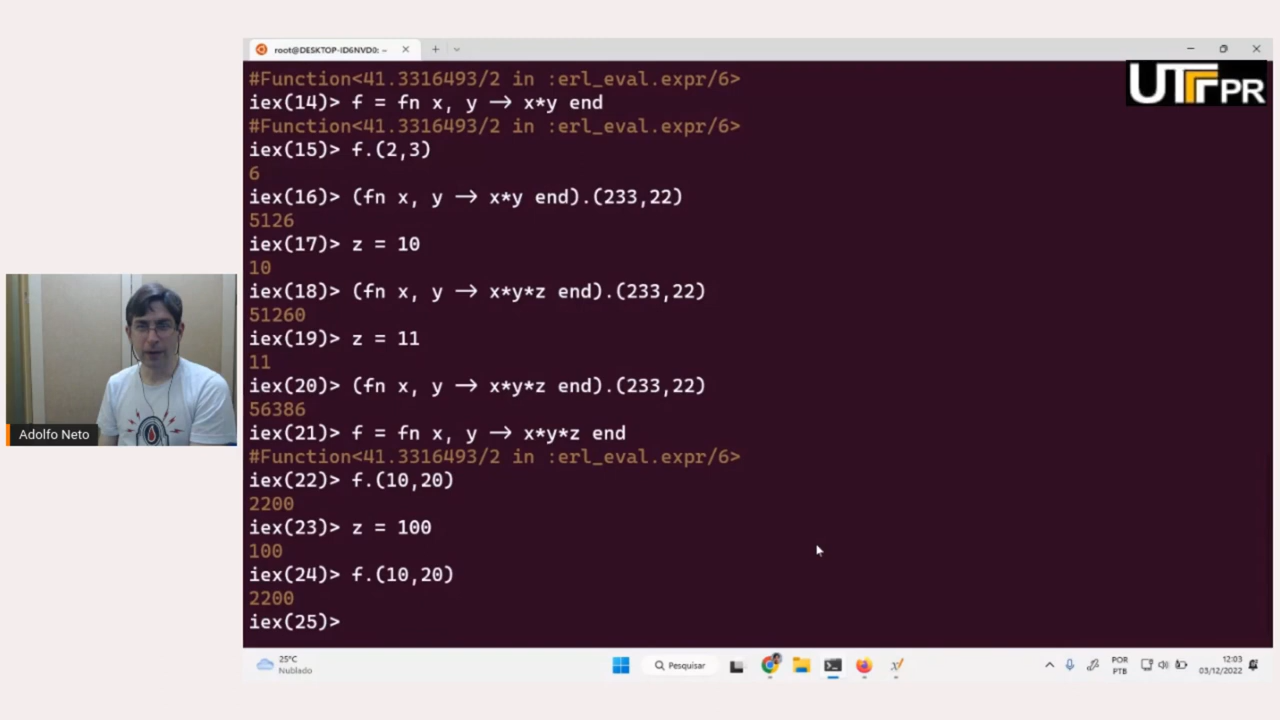 root@DESKTOP-ID6NVD0: ~
#Function<41.3316493/2 in :erl_eval.expr/6>
iex(14)> f = fn x, y -> x*y end
#Function<41.3316493/2 in :erl_eval.expr/6>
iex(15)> f.(2,3)
6
iex(16)> (fn x, y -> x*y end).(233,22)
5126
iex(17)> z = 10
10
iex(18)> (fn x, y -> x*y*z end).(233,22)
51260
iex(19)> z = 11
11
iex(20)> (fn x, y -> x*y*z end).(233,22)
56386
iex(21)> f = fn x, y -> x*y*z end
#Function<41.3316493/2 in :erl_eval.expr/6>
iex(22)> f.(10,20)
2200
iex(23)> z = 100
100
iex(24)> f.(10,20)
2200
iex(25)>
UTFPR
Adolfo Neto
25°C
Nublado
Pesquisar
POR
PTB
12:03
03/12/2022